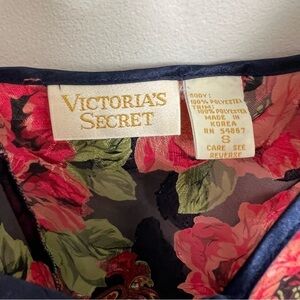 VICTORIA'S
SECRET
BODY:
100% POLYESTER
TRIM:
100% POLYESTER
MADE IN
KOREA
RN 54867
S
CARE SEE
REVERSE